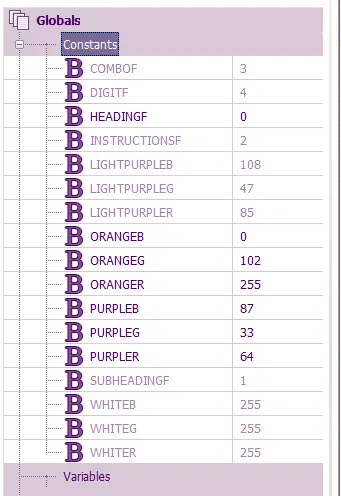 Globals
Constants
B COMBOF 3
B DIGITF 4
B HEADINGF 0
B INSTRUCTIONSF 2
B LIGHTPURPLEB 108
B LIGHTPURPLEG 47
B LIGHTPURPLER 85
B ORANGEB 0
B ORANGEG 102
B ORANGER 255
B PURPLEB 87
B PURPLEG 33
B PURPLER 64
B SUBHEADINGF 1
B WHITEB 255
B WHITEG 255
B WHITER 255
Variables